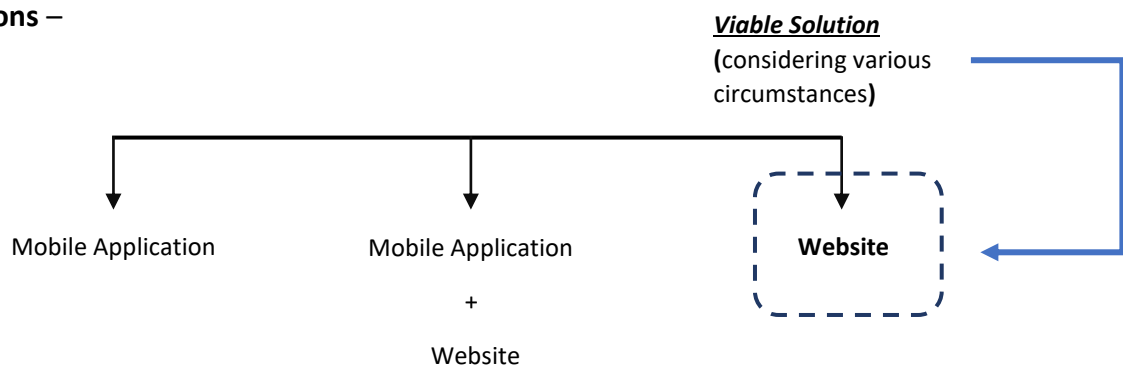 ons –
Viable Solution
(considering various
circumstances)
Mobile Application
Mobile Application
+
Website
Website